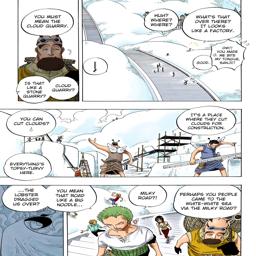 YOU MUST
MEAN THE
CLOUD QUARRY.
IS THAT
LIKE A
STONE
QUARRY?
CLOUD
QUARRY?
HUH?
WHERE?
WHERE?
WHAT'S THAT
OVER THERE?
IT LOOKS
LIKE A FACTORY.
OW!!
YOU MADE
ME BITE
MY TONGUE,
SANJI!!
YOU CAN
CUT CLOUDS?
IT'S A PLACE
WHERE THEY CUT
CLOUDS FOR
CONSTRUCTION.
EVERYTHING'S
TOPSY-TURVY
HERE.
...THE
LOBSTER
DRAGGED
US OVER?
YOU MEAN THAT
ROAD LIKE A
BIG
NOODLE...
MILKY
ROAD?!
PERHAPS YOU PEOPLE
CAME TO THE
WHITE-WHITE SEA
VIA THE MILKY ROAD?